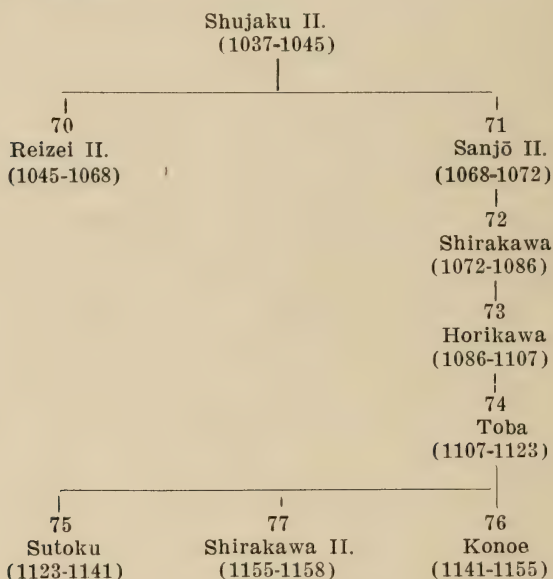 Shujaku II.
(1037-1045)
70 71
Reizei II. Sanjō II.
(1045-1068) (1068-1072)
72
Shirakawa
(1072-1086)
73
Horikawa
(1086-1107)
74
Toba
(1107-1123)
75 77 76
Sutoku Shirakawa II. Konoe
(1123-1141) (1155-1158) (1141-1155)